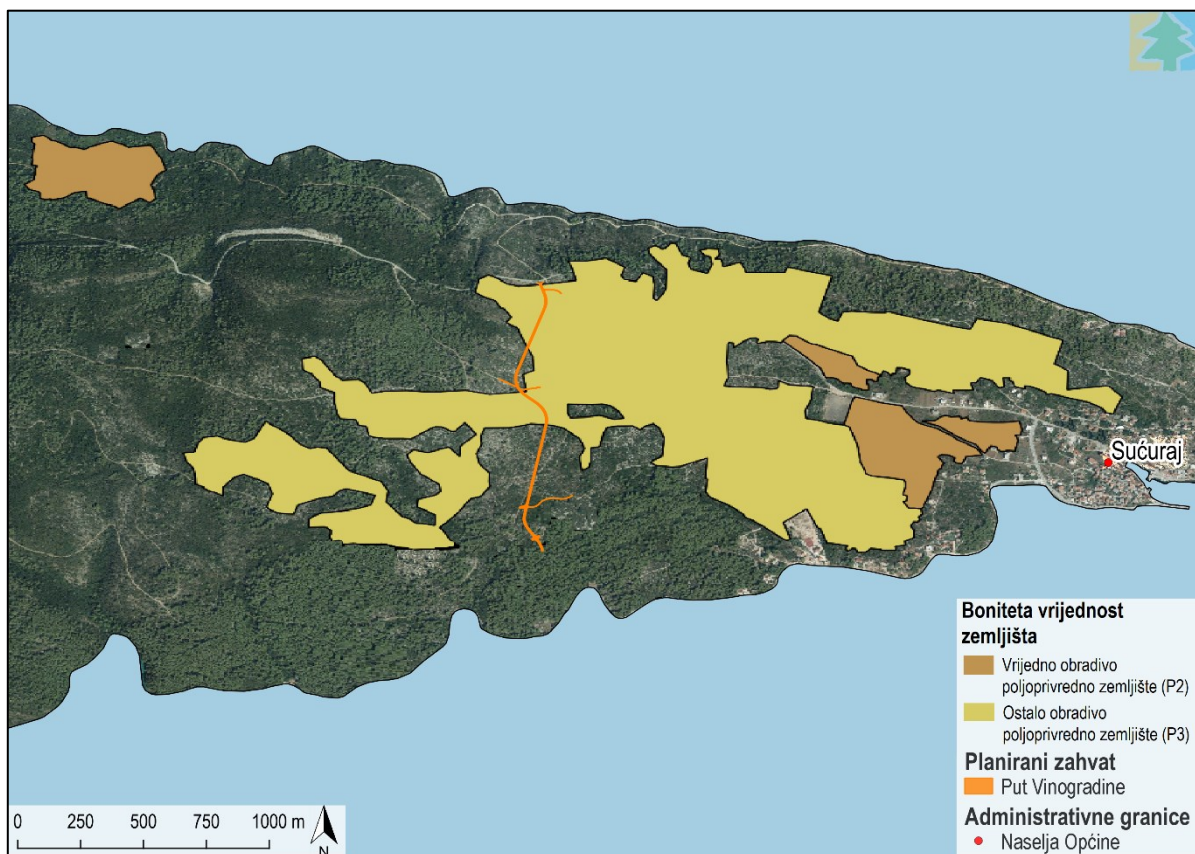 Sućuraj
Boniteta vrijednost
zemljišta
Vrijedno obradivo
poljoprivredno zemljište (P2)
Ostalo obradivo
poljoprivredno zemljište (P3)
Planirani zahvat
Put Vinogradine
Administrativne granice
Naselja Općine
0 250 500 750 1000 m
N